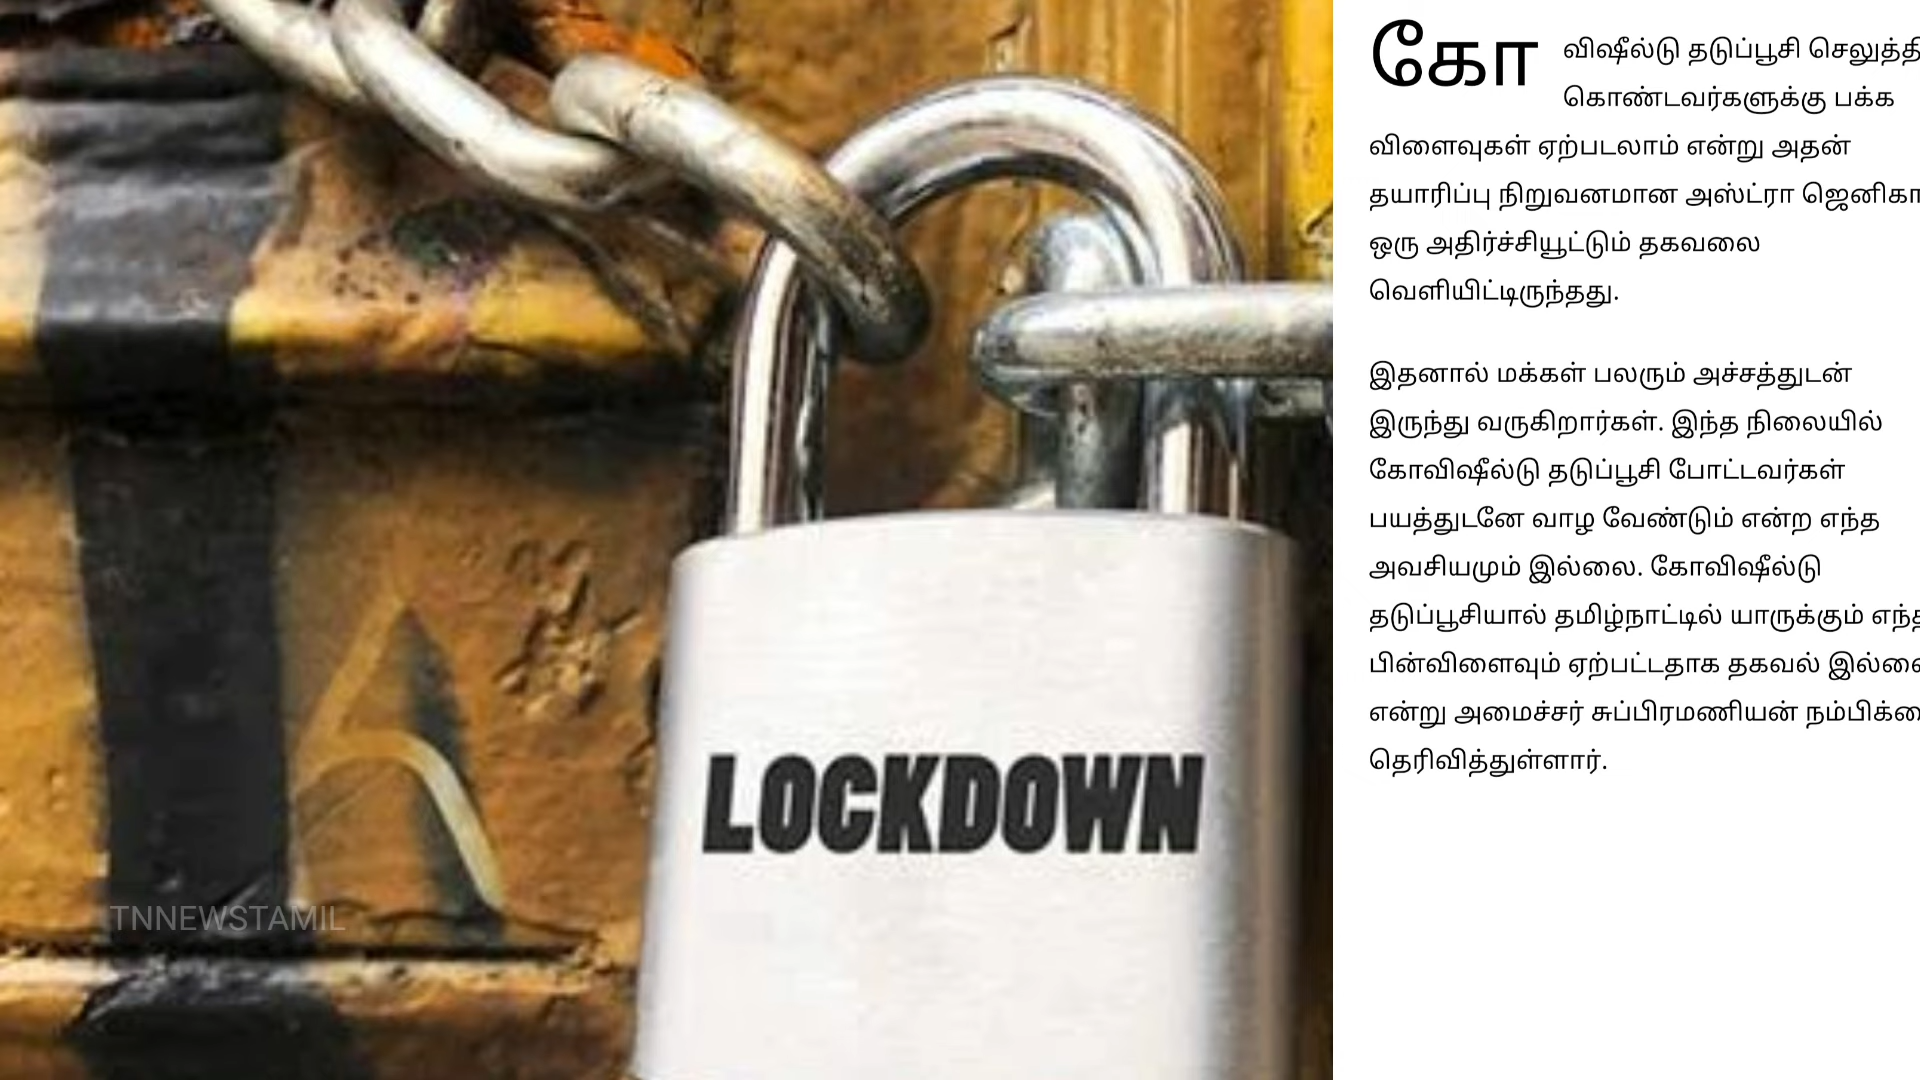 LOCKDOWN
TNNEWSTAMIL
கோவிஷீல்டு தடுப்பூசி செலுத்தி
கொண்டவர்களுக்கு பக்க
விளைவுகள் ஏற்படலாம் என்று அதன்
தயாரிப்பு நிறுவனமான அஸ்ட்ரா ஜெனிகா
ஒரு அதிர்ச்சியூட்டும் தகவலை
வெளியிட்டிருந்தது.
இதனால் மக்கள் பலரும் அச்சத்துடன்
இருந்து வருகிறார்கள். இந்த நிலையில்
கோவிஷீல்டு தடுப்பூசி போட்டவர்கள்
பயத்துடனே வாழ வேண்டும் என்ற எந்த
அவசியமும் இல்லை. கோவிஷீல்டு
தடுப்பூசியால் தமிழ்நாட்டில் யாருக்கும் எந்த
பின்விளைவும் ஏற்பட்டதாக தகவல் இல்லை
என்று அமைச்சர் சுப்பிரமணியன்
தெரிவித்துள்ளார்.